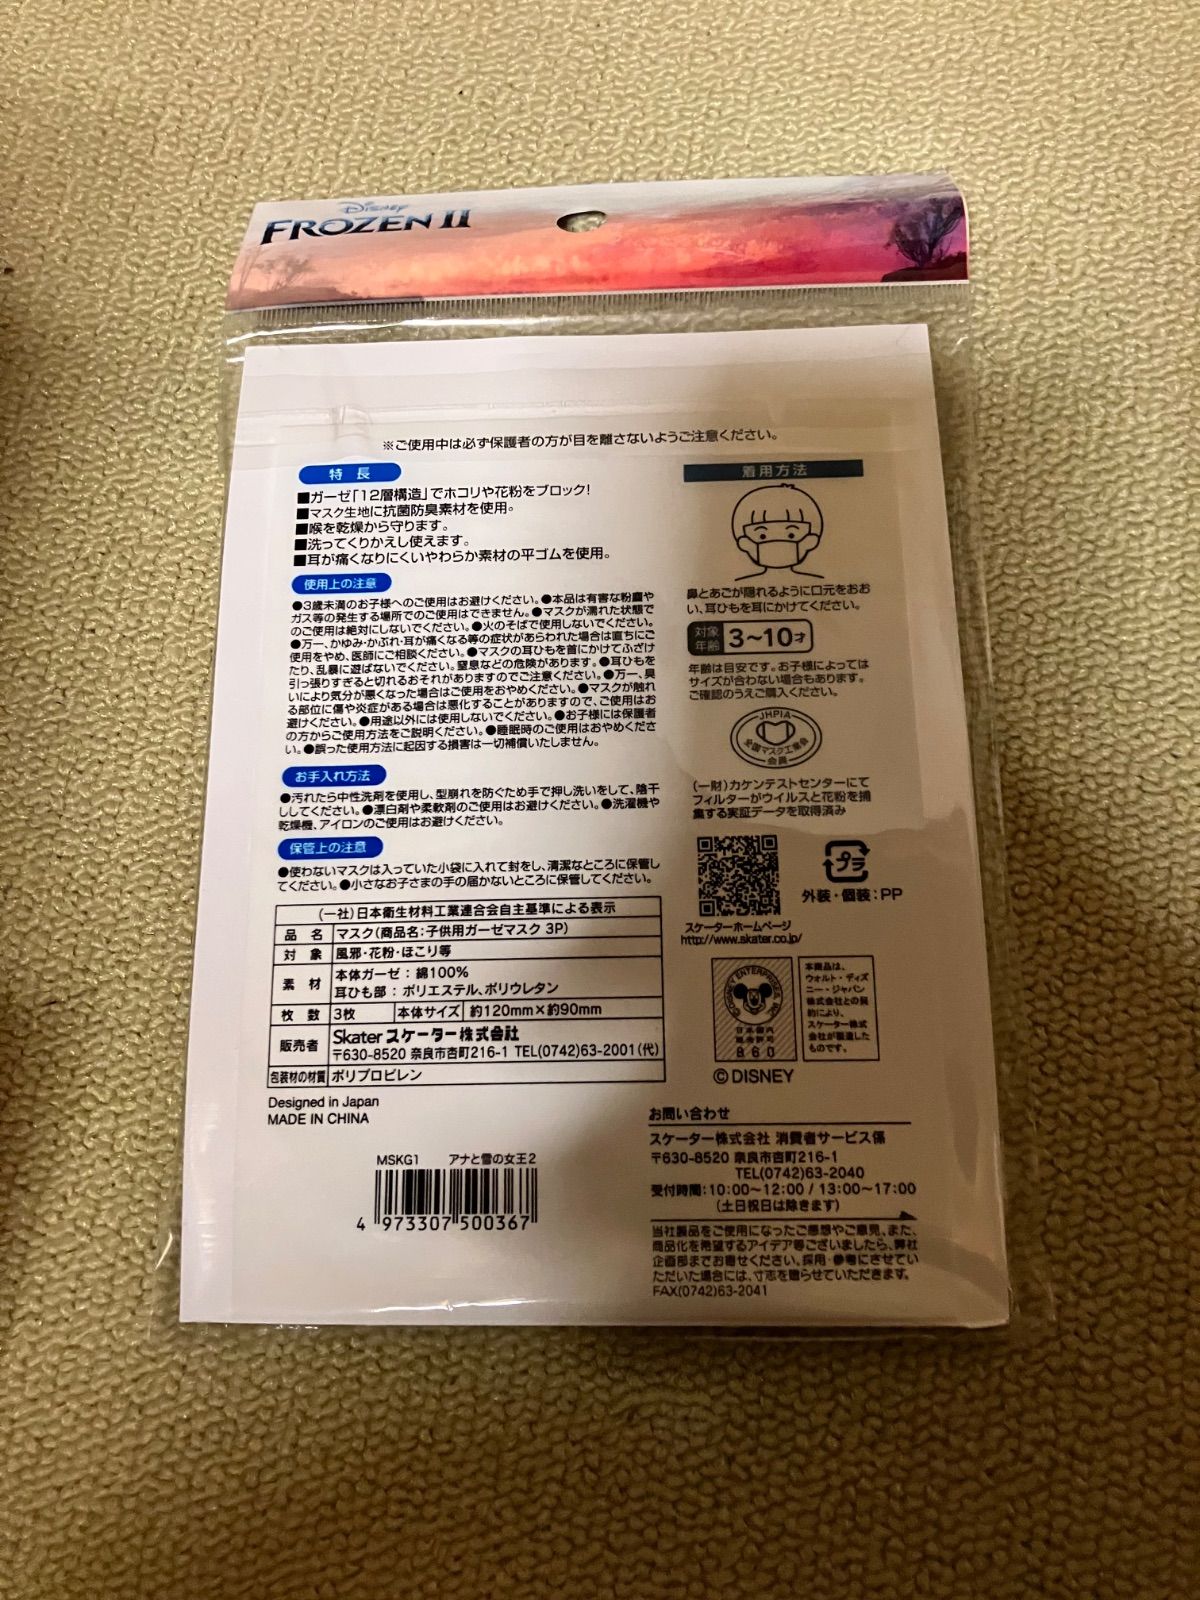 Disney
FROZEN II
※ご使用中は必ず保護者の方が目を離さないようご注意ください。
特 長
■ガーゼ「12層構造」でホコリや花粉をブロック!
■マスク生地に抗菌防臭素材を使用。
■喉を乾燥から守ります。
■洗ってくりかえし使えます。
■耳が痛くなりにくいやわらか素材の平ゴムを使用。
使用上の注意
●3歳未満のお子様へのご使用はお避けください。●本品は有害な粉塵や
ガス等の発生する場所でのご使用はできません。●マスクが濡れた状態で
のご使用は絶対にしないでください。●火のそばで使用しないでください。
●万一、かゆみ・かぶれ・耳が痛くなる等の症状があらわれた場合は直ちにご
使用をやめ、医師にご相談ください。●マスクの耳ひもを首にかけてふざけ
たり、乱暴に遊ばないでください。窒息などの危険があります。●耳ひもを
引っ張りすぎると切れるおそれがありますのでご注意ください。●万一、臭
いにより気分が悪くなった場合はご使用をおやめください。●マスクが触れ
る部位に傷や炎症がある場合は悪化することがありますので、ご使用はお
避けください。●用途以外には使用しないでください。●お子様には保護者
の方からご使用方法をご説明ください。●睡眠時のご使用はおやめくださ
い。●誤った使用方法に起因する損害は一切補償いたしません。
お手入れ方法
●汚れたら中性洗剤を使用し、型崩れを防ぐため手で押し洗いをして、陰干
ししてください。●漂白剤や柔軟剤のご使用はお避けください。●洗濯機や
乾燥機、アイロンのご使用はお避けください。
保管上の注意
●使わないマスクは入っていた小袋に入れて封をし、清潔なところに保管し
てください。●小さなお子さまの手の届かないところに保管してください。
(一社)日本衛生材料工業連合会自主基準による表示
品 名 マスク(商品名:子供用ガーゼマスク 3P)
対 象 風邪・花粉・ほこり等
素 材 本体ガーゼ:綿100%
耳ひも部:ポリエステル、ポリウレタン
枚 数 3枚 本体サイズ 約120mm×約90mm
販売者 Skater スケーター株式会社
〒630-8520 奈良市杏町216-1 TEL(0742)63-2001(代)
包装材の材質 ポリプロピレン
Designed in Japan
MADE IN CHINA
MSKG1 アナと雪の女王2
4 973307 500367
着用方法
鼻とあごが隠れるように口元をおお
い、耳ひもを耳にかけてください。
対象年齢 3〜10才
年齢は目安です。お子様によっては
サイズが合わない場合もあります。
ご確認のうえご購入ください。
JHPIA
全国マスク工業会
会員
(一財)カケンテストセンターにて
フィルターがウイルスと花粉を捕
集する実証データを取得済み
プラ
外装・個装:PP
スケーターホームページ
http://www.skater.co.jp/
©DISNEY ENTERPRISES, INC.
日本国内
860
本商品は、
ウォルト・ディズ
ニー・ジャパン
株式会社との契
約により、
スケーター株式
会社が製造した
ものです。
©DISNEY
お問い合わせ
スケーター株式会社 消費者サービス係
〒630-8520 奈良市杏町216-1
TEL(0742)63-2040
受付時間:10:00〜12:00 / 13:00〜17:00
(土日祝日は除きます)
当社製品をご使用になったご感想やご意見、また、
商品化を希望するアイデア等ございましたら、弊社
企画部までお寄せください。採用・参考にさせてい
ただいた場合には、寸志を贈らせていただきます。
FAX(0742)63-2041